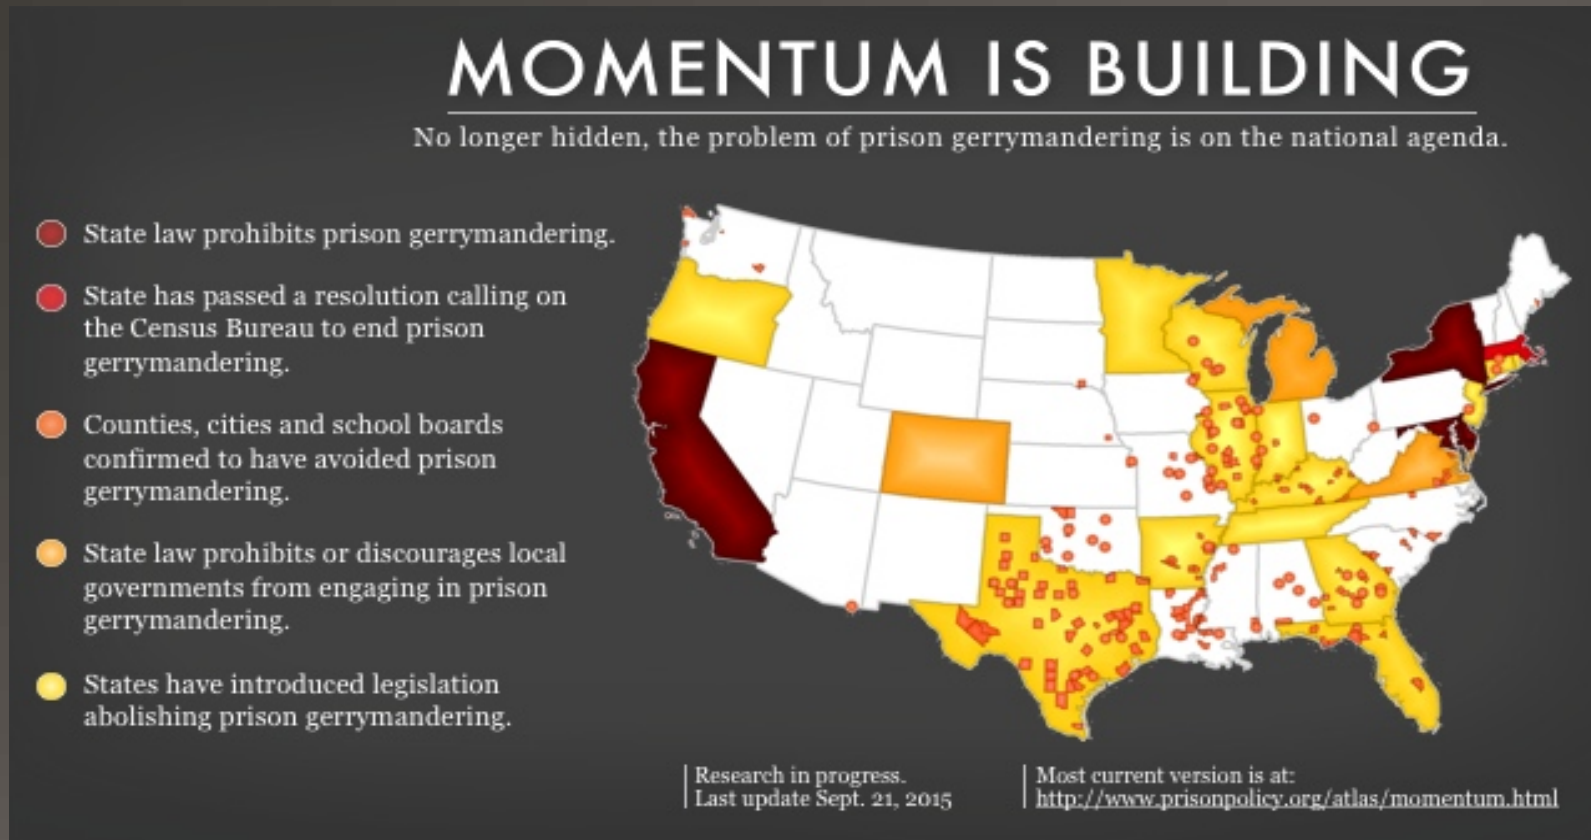 MOMENTUM IS BUILDING
No longer hidden, the problem of prison gerrymandering is on the national agenda.
State law prohibits prison gerrymandering.
State has passed a resolution calling on
the Census Bureau to end prison
gerrymandering.
Counties, cities and school boards
confirmed to have avoided prison
gerrymandering.
State law prohibits or discourages local
governments from engaging in prison
gerrymandering.
States have introduced legislation
abolishing prison gerrymandering.
Research in progress.
Last update Sept. 21, 2015
Most current version is at:
http://www.prisonpolicy.org/atlas/momentum.html